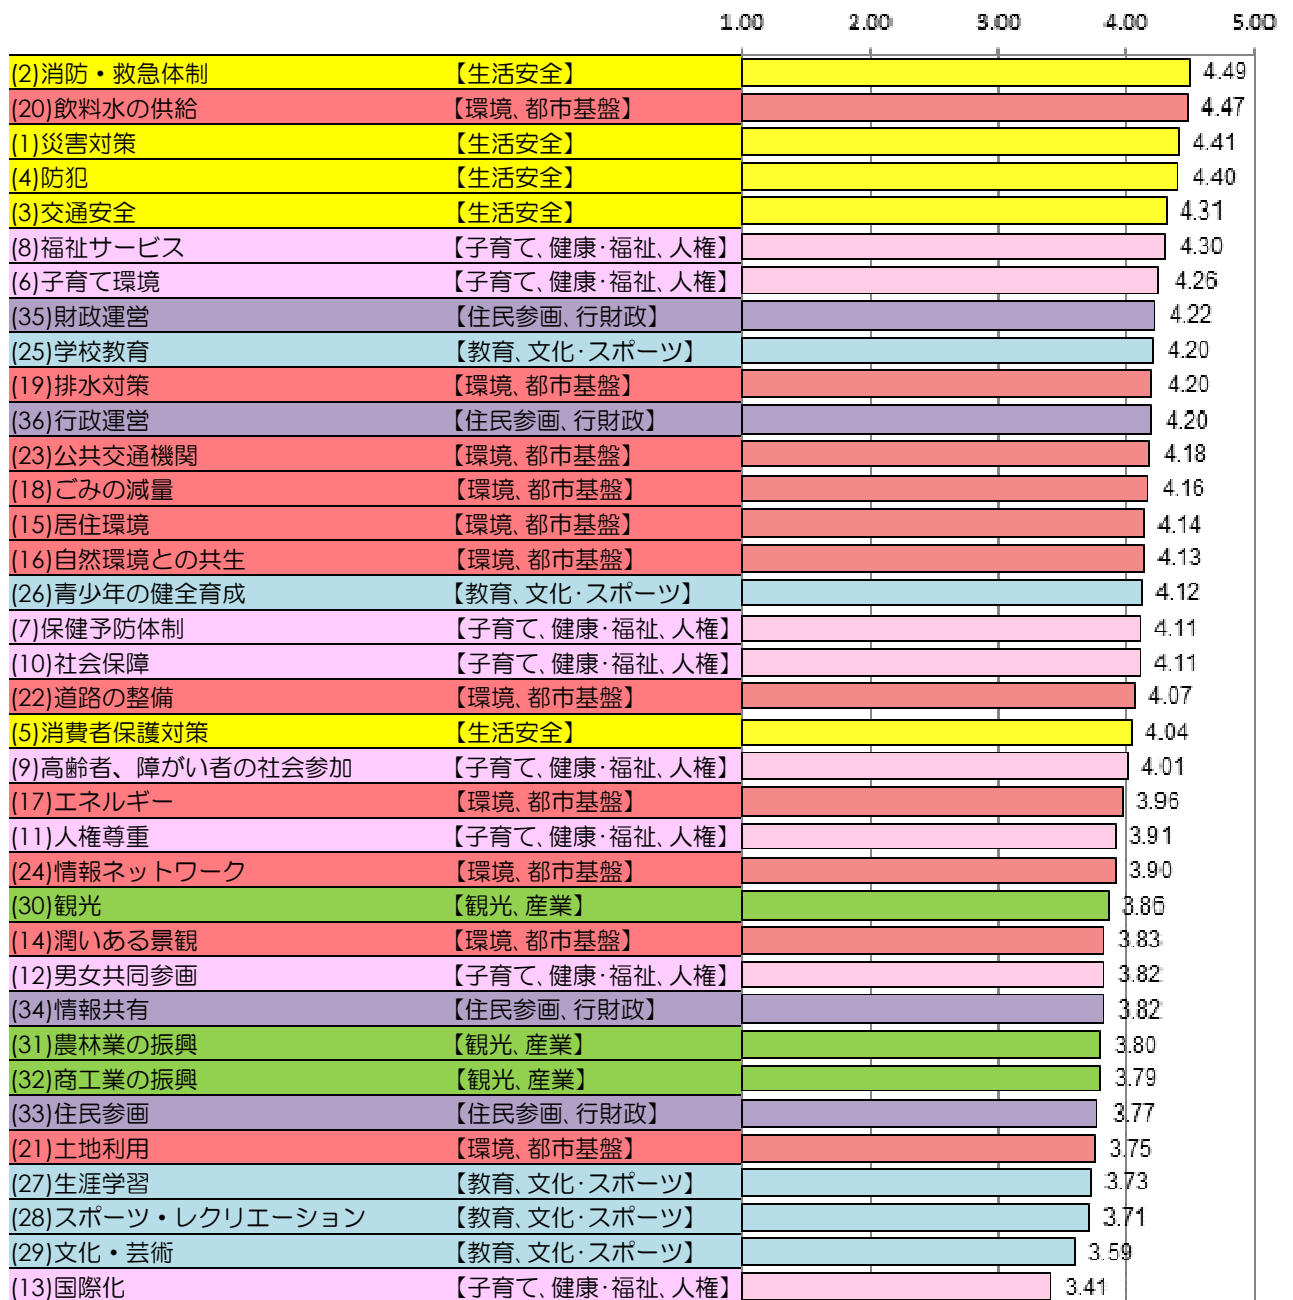 1.00 2.00 3.00 4.00 5.00
(2)消防・救急体制 【生活安全】 4.49
(20)飲料水の供給 【環境、都市基盤】 4.47
(1)災害対策 【生活安全】 4.41
(4)防犯 【生活安全】 4.40
(3)交通安全 【生活安全】 4.31
(8)福祉サービス 【子育て、健康・福祉、人権】 4.30
(6)子育て環境 【子育て、健康・福祉、人権】 4.26
(35)財政運営 【住民参画、行財政】 4.22
(25)学校教育 【教育、文化・スポーツ】 4.20
(19)排水対策 【環境、都市基盤】 4.20
(36)行政運営 【住民参画、行財政】 4.20
(23)公共交通機関 【環境、都市基盤】 4.18
(18)ごみの減量 【環境、都市基盤】 4.16
(15)居住環境 【環境、都市基盤】 4.14
(16)自然環境との共生 【環境、都市基盤】 4.13
(26)青少年の健全育成 【教育、文化・スポーツ】 4.12
(7)保健予防体制 【子育て、健康・福祉、人権】 4.11
(10)社会保障 【子育て、健康・福祉、人権】 4.11
(22)道路の整備 【環境、都市基盤】 4.07
(5)消費者保護対策 【生活安全】 4.04
(9)高齢者、障がい者の社会参加 【子育て、健康・福祉、人権】 4.01
(17)エネルギー 【環境、都市基盤】 3.96
(11)人権尊重 【子育て、健康・福祉、人権】 3.91
(24)情報ネットワーク 【環境、都市基盤】 3.90
(30)観光 【観光、産業】
(14)潤いある景観 【環境、都市基盤】 3.83
(12)男女共同参画 【子育て、健康・福祉、人権】 3.82
(34)情報共有 【住民参画、行財政】 3.82
(31)農林業の振興 【観光、産業】 3.80
(32)商工業の振興 【観光、産業】 3.79
(33)住民参画 【住民参画、行財政】 3.77
(21)土地利用 【環境、都市基盤】 3.75
(27)生涯学習 【教育、文化・スポーツ】 3.73
(28)スポーツ・レクリエーション 【教育、文化・スポーツ】 3.71
(29)文化・芸術 【教育、文化・スポーツ】 3.59
(13)国際化 【子育て、健康・福祉、人権】 3.41